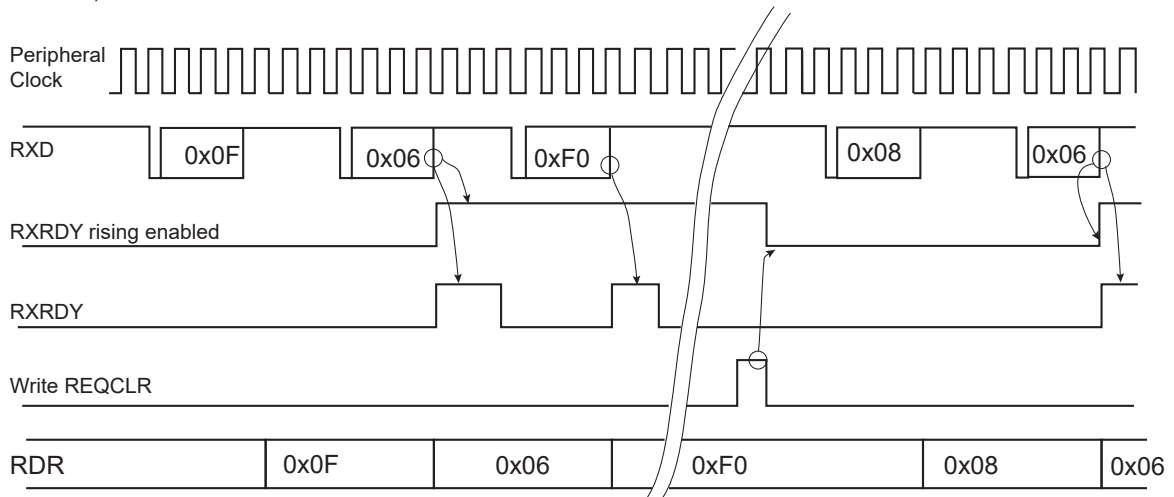 Peripheral
Clock
RXD
0x0F
0x06
0xF0
0x08
0x06
RXRDY rising enabled
RXRDY
Write REQCLR
RDR
0x0F
0x06
0xF0
0x08
0x06